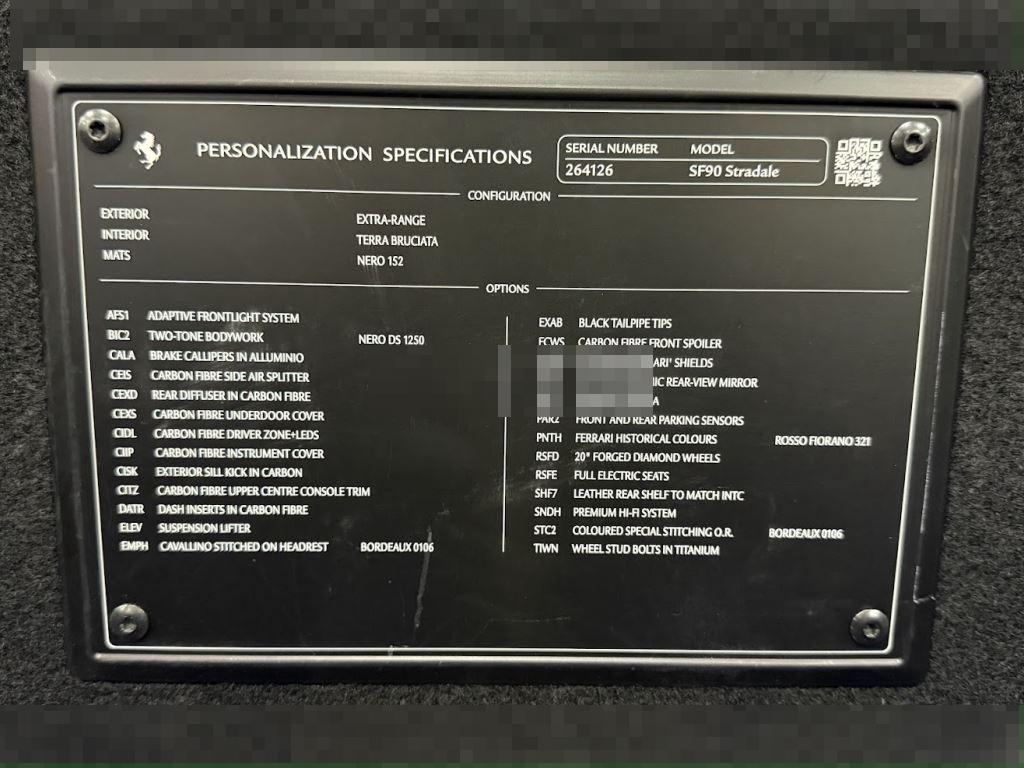 PERSONALIZATION SPECIFICATIONS
SERIAL NUMBER MODEL
264126 SF90 Stradale
CONFIGURATION
EXTERIOR EXTRA-RANGE
INTERIOR TERRA BRUCIATA
MATS NERO 152
OPTIONS
AFS1 ADAPTIVE FRONTLIGHT SYSTEM
BIC2 TWO-TONE BODYWORK NERO DS 1250
CALA BRAKE CALLIPERS IN ALLUMINIO
CEIS CARBON FIBRE SIDE AIR SPLITTER
CEXD REAR DIFFUSER IN CARBON FIBRE
CEXS CARBON FIBRE UNDERDOOR COVER
CIDL CARBON FIBRE DRIVER ZONE+LEDS
CIIP CARBON FIBRE INSTRUMENT COVER
CISK EXTERIOR SILL KICK IN CARBON
CITZ CARBON FIBRE UPPER CENTRE CONSOLE TRIM
DATR DASH INSERTS IN CARBON FIBRE
ELEV SUSPENSION LIFTER
EMPH CAVALLINO STITCHED ON HEADREST BORDEAUX 0106
EXAB BLACK TAILPIPE TIPS
FCWS CARBON FIBRE FRONT SPOILER
SHIELDS
REAR-VIEW MIRROR
PAR2 FRONT AND REAR PARKING SENSORS
PNTH FERRARI HISTORICAL COLOURS ROSSO FIORANO 321
RSFD 20" FORGED DIAMOND WHEELS
RSFE FULL ELECTRIC SEATS
SHF7 LEATHER REAR SHELF TO MATCH INTC
SNDH PREMIUM HI-FI SYSTEM
STC2 COLOURED SPECIAL STITCHING O.R. BORDEAUX 0106
TIWN WHEEL STUD BOLTS IN TITANIUM